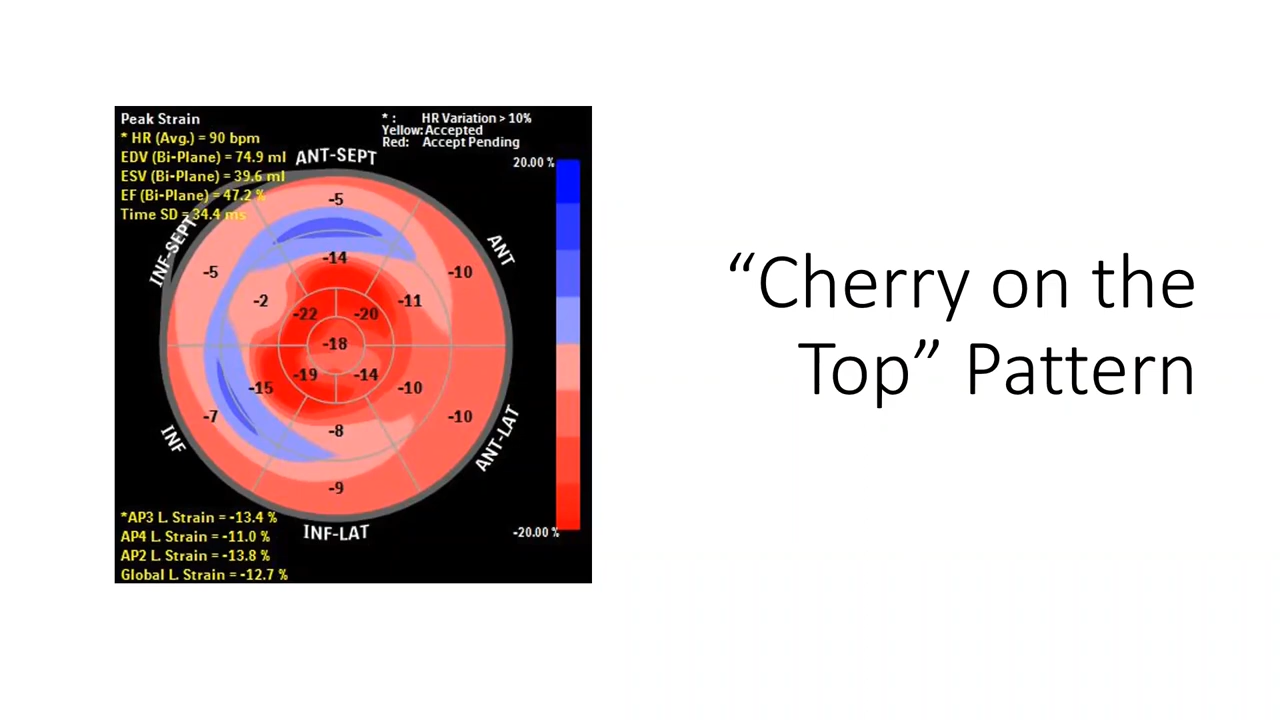 Peak Strain
* HR (Avg.) = 90 bpm
EDV (Bi-Plane) = 74.9 ml
ESV (Bi-Plane) = 39.6 ml
EF (Bi-Plane) = 47.2 %
Time SD = 34.4 ms
* : HR Variation > 10%
Yellow: Accepted
Red: Accept Pending
20.00 %
ANT-SEPT
INF-SEPT
ANT
-5
-5
-10
-14
-2
-11
-22
-20
-18
-19
-14
-15
-10
-7
-10
-8
-9
INF
ANT-LAT
INF-LAT
-20.00 %
*AP3 L. Strain = -13.4 %
AP4 L. Strain = -11.0 %
AP2 L. Strain = -13.8 %
Global L. Strain = -12.7 %
“Cherry on the
Top” Pattern